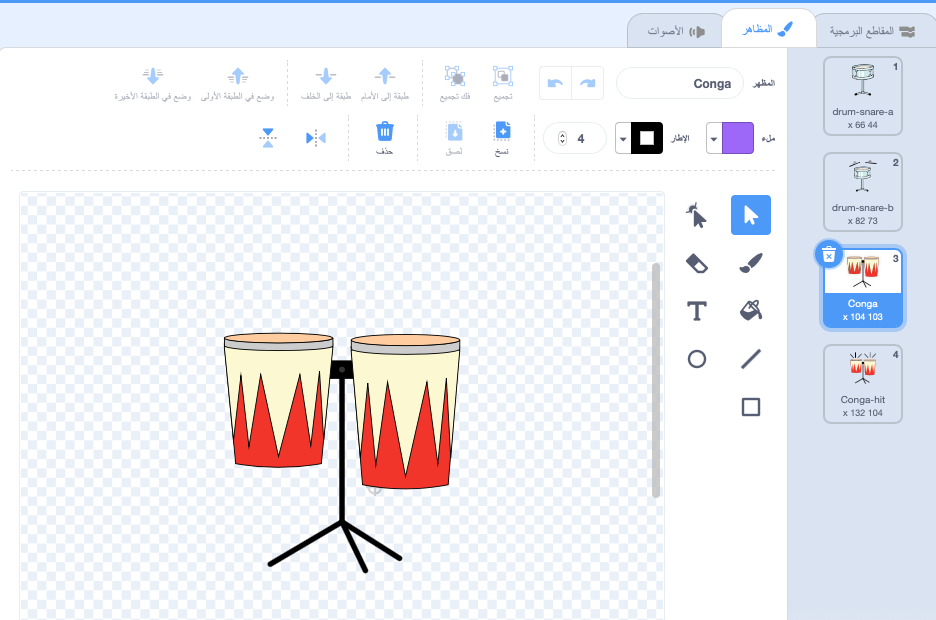 المقاطع البرمجية
المظاهر
الأصوات
المظهر
Conga
تجميع
فك تجميع
طبقة إلى الأمام
طبقة إلى الخلف
وضع في الطبقة الأولى
وضع في الطبقة الأخيرة
ملء
الإطار
4
نسخ
لصق
حذف
1
drum-snare-a
66 x 44
2
drum-snare-b
82 x 73
3
Conga
104 x 103
4
Conga-hit
132 x 104